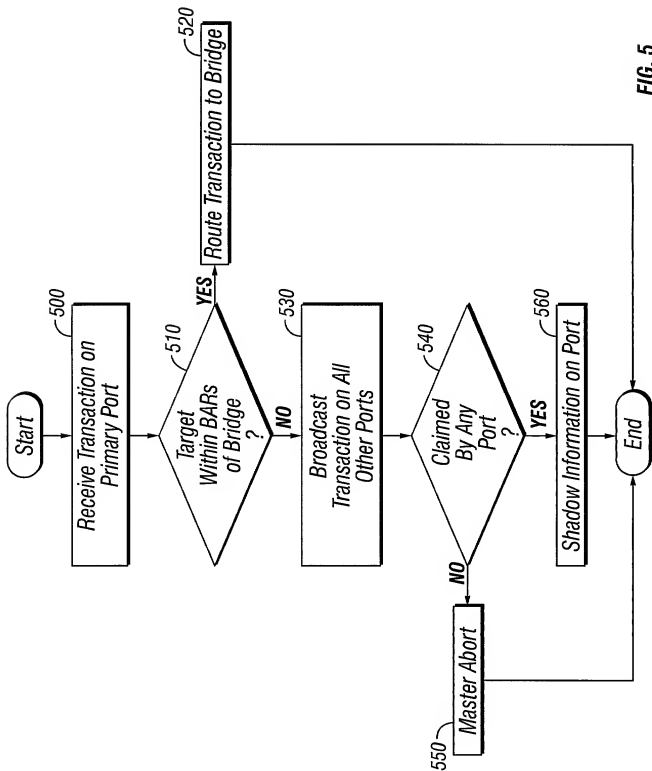 Start
500
Receive Transaction on
Primary Port
510
Target
Within BARs
of Bridge
?
YES
520
Route Transaction to Bridge
NO
530
Broadcast
Transaction on All
Other Ports
540
Claimed
By Any
Port
?
NO
550
Master Abort
YES
560
Shadow Information on Port
End
FIG. 5